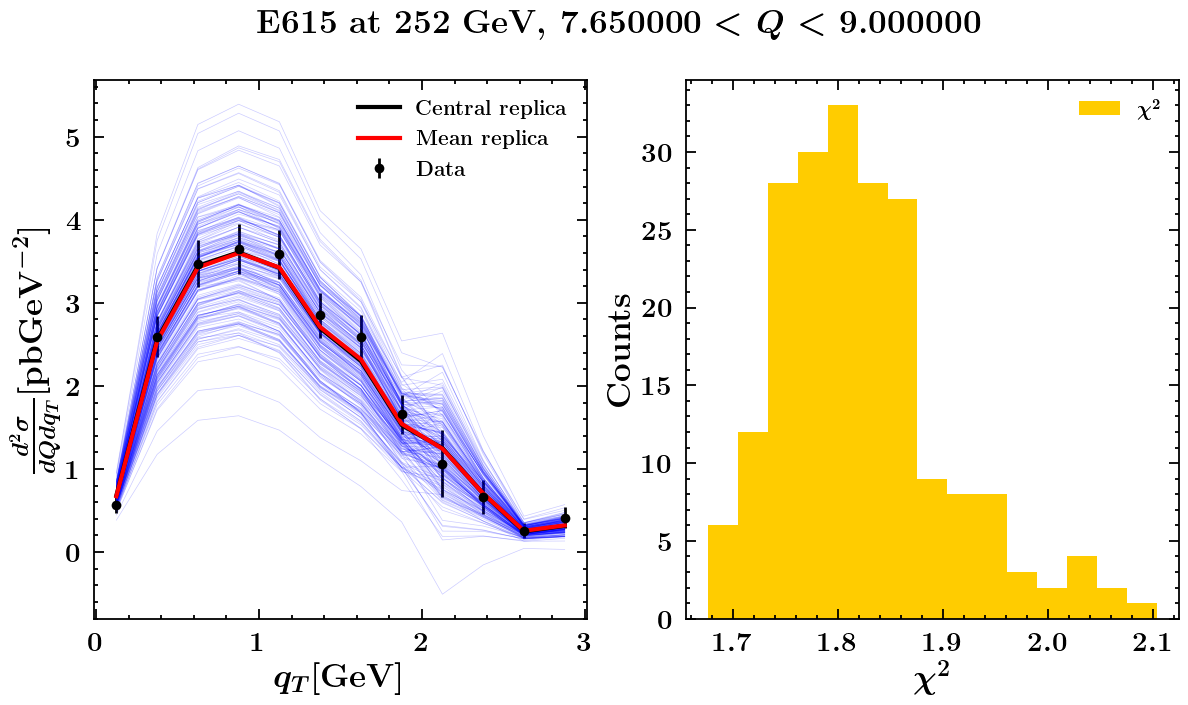 E615 at 252 GeV, 7.650000 < Q < 9.000000
Central replica
Mean replica
Data
d²σ/dQdq_T [pbGeV⁻²]
5
4
3
2
1
0
0 1 2 3
q_T[GeV]
χ²
Counts
30
25
20
15
10
5
0
1.7 1.8 1.9 2.0 2.1
χ²